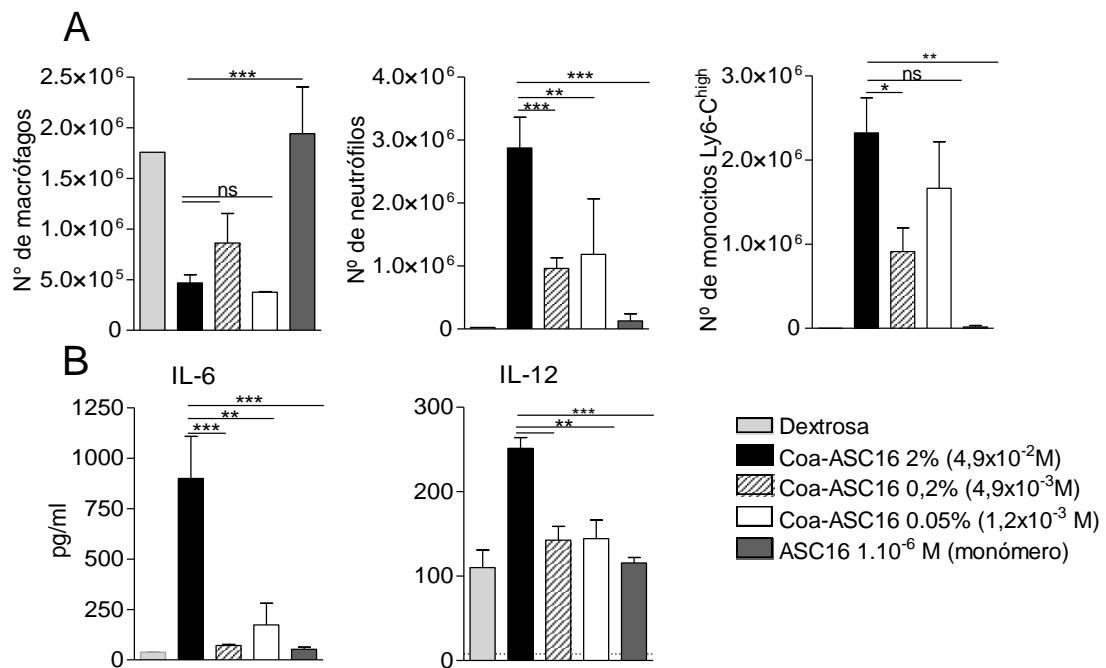 A
N° de macrófagos
2.5×10⁶
2.0×10⁶
1.5×10⁶
1.0×10⁶
5.0×10⁵
0
***
ns
Nº de neutrófilos
4.0×10⁶
3.0×10⁶
2.0×10⁶
1.0×10⁶
0
***
**
***
Nº de monocitos Ly6-C^high
3.0×10⁶
2.0×10⁶
1.0×10⁶
0
**
ns
*
B
IL-6
pg/ml
1250
1000
750
500
250
0
***
**
***
IL-12
300
200
100
0
***
**
Dextrosa
Coa-ASC16 2% (4,9x10⁻²M)
Coa-ASC16 0,2% (4,9x10⁻³M)
Coa-ASC16 0.05% (1,2x10⁻³ M)
ASC16 1.10⁻⁶ M (monómero)